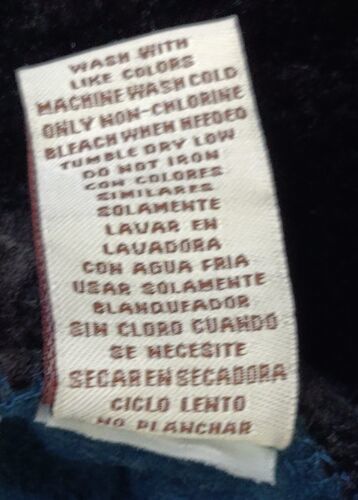 WASH WITH
LIKE COLORS
MACHINE WASH COLD
ONLY NON-CHLORINE
BLEACH WHEN NEEDED
TUMBLE DRY LOW
DO NOT IRON
CON COLORES
SIMILARES
SOLAMENTE
LAVAR EN
LAVADORA
CON AGUA FRIA
USAR SOLAMENTE
BLANQUEADOR
SIN CLORO CUANDO
SE NECESITE
SECAR EN SECADORA
CICLO LENTO
NO PLANCHAR